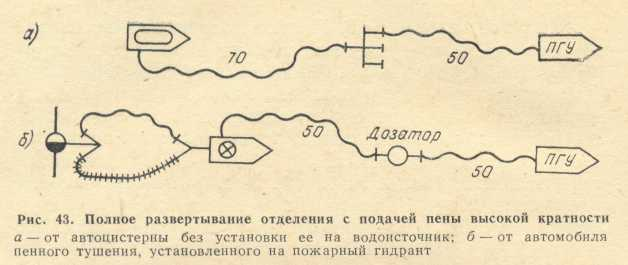 а)
70
50
ПГУ
б)
50
Дозатор
50
ПГУ
Рис. 43. Полное развертывание отделения с подачей пены высокой кратности
а — от автоцистерны без установки ее на водоисточник; б — от автомобиля
пенного тушения, установленного на пожарный гидрант